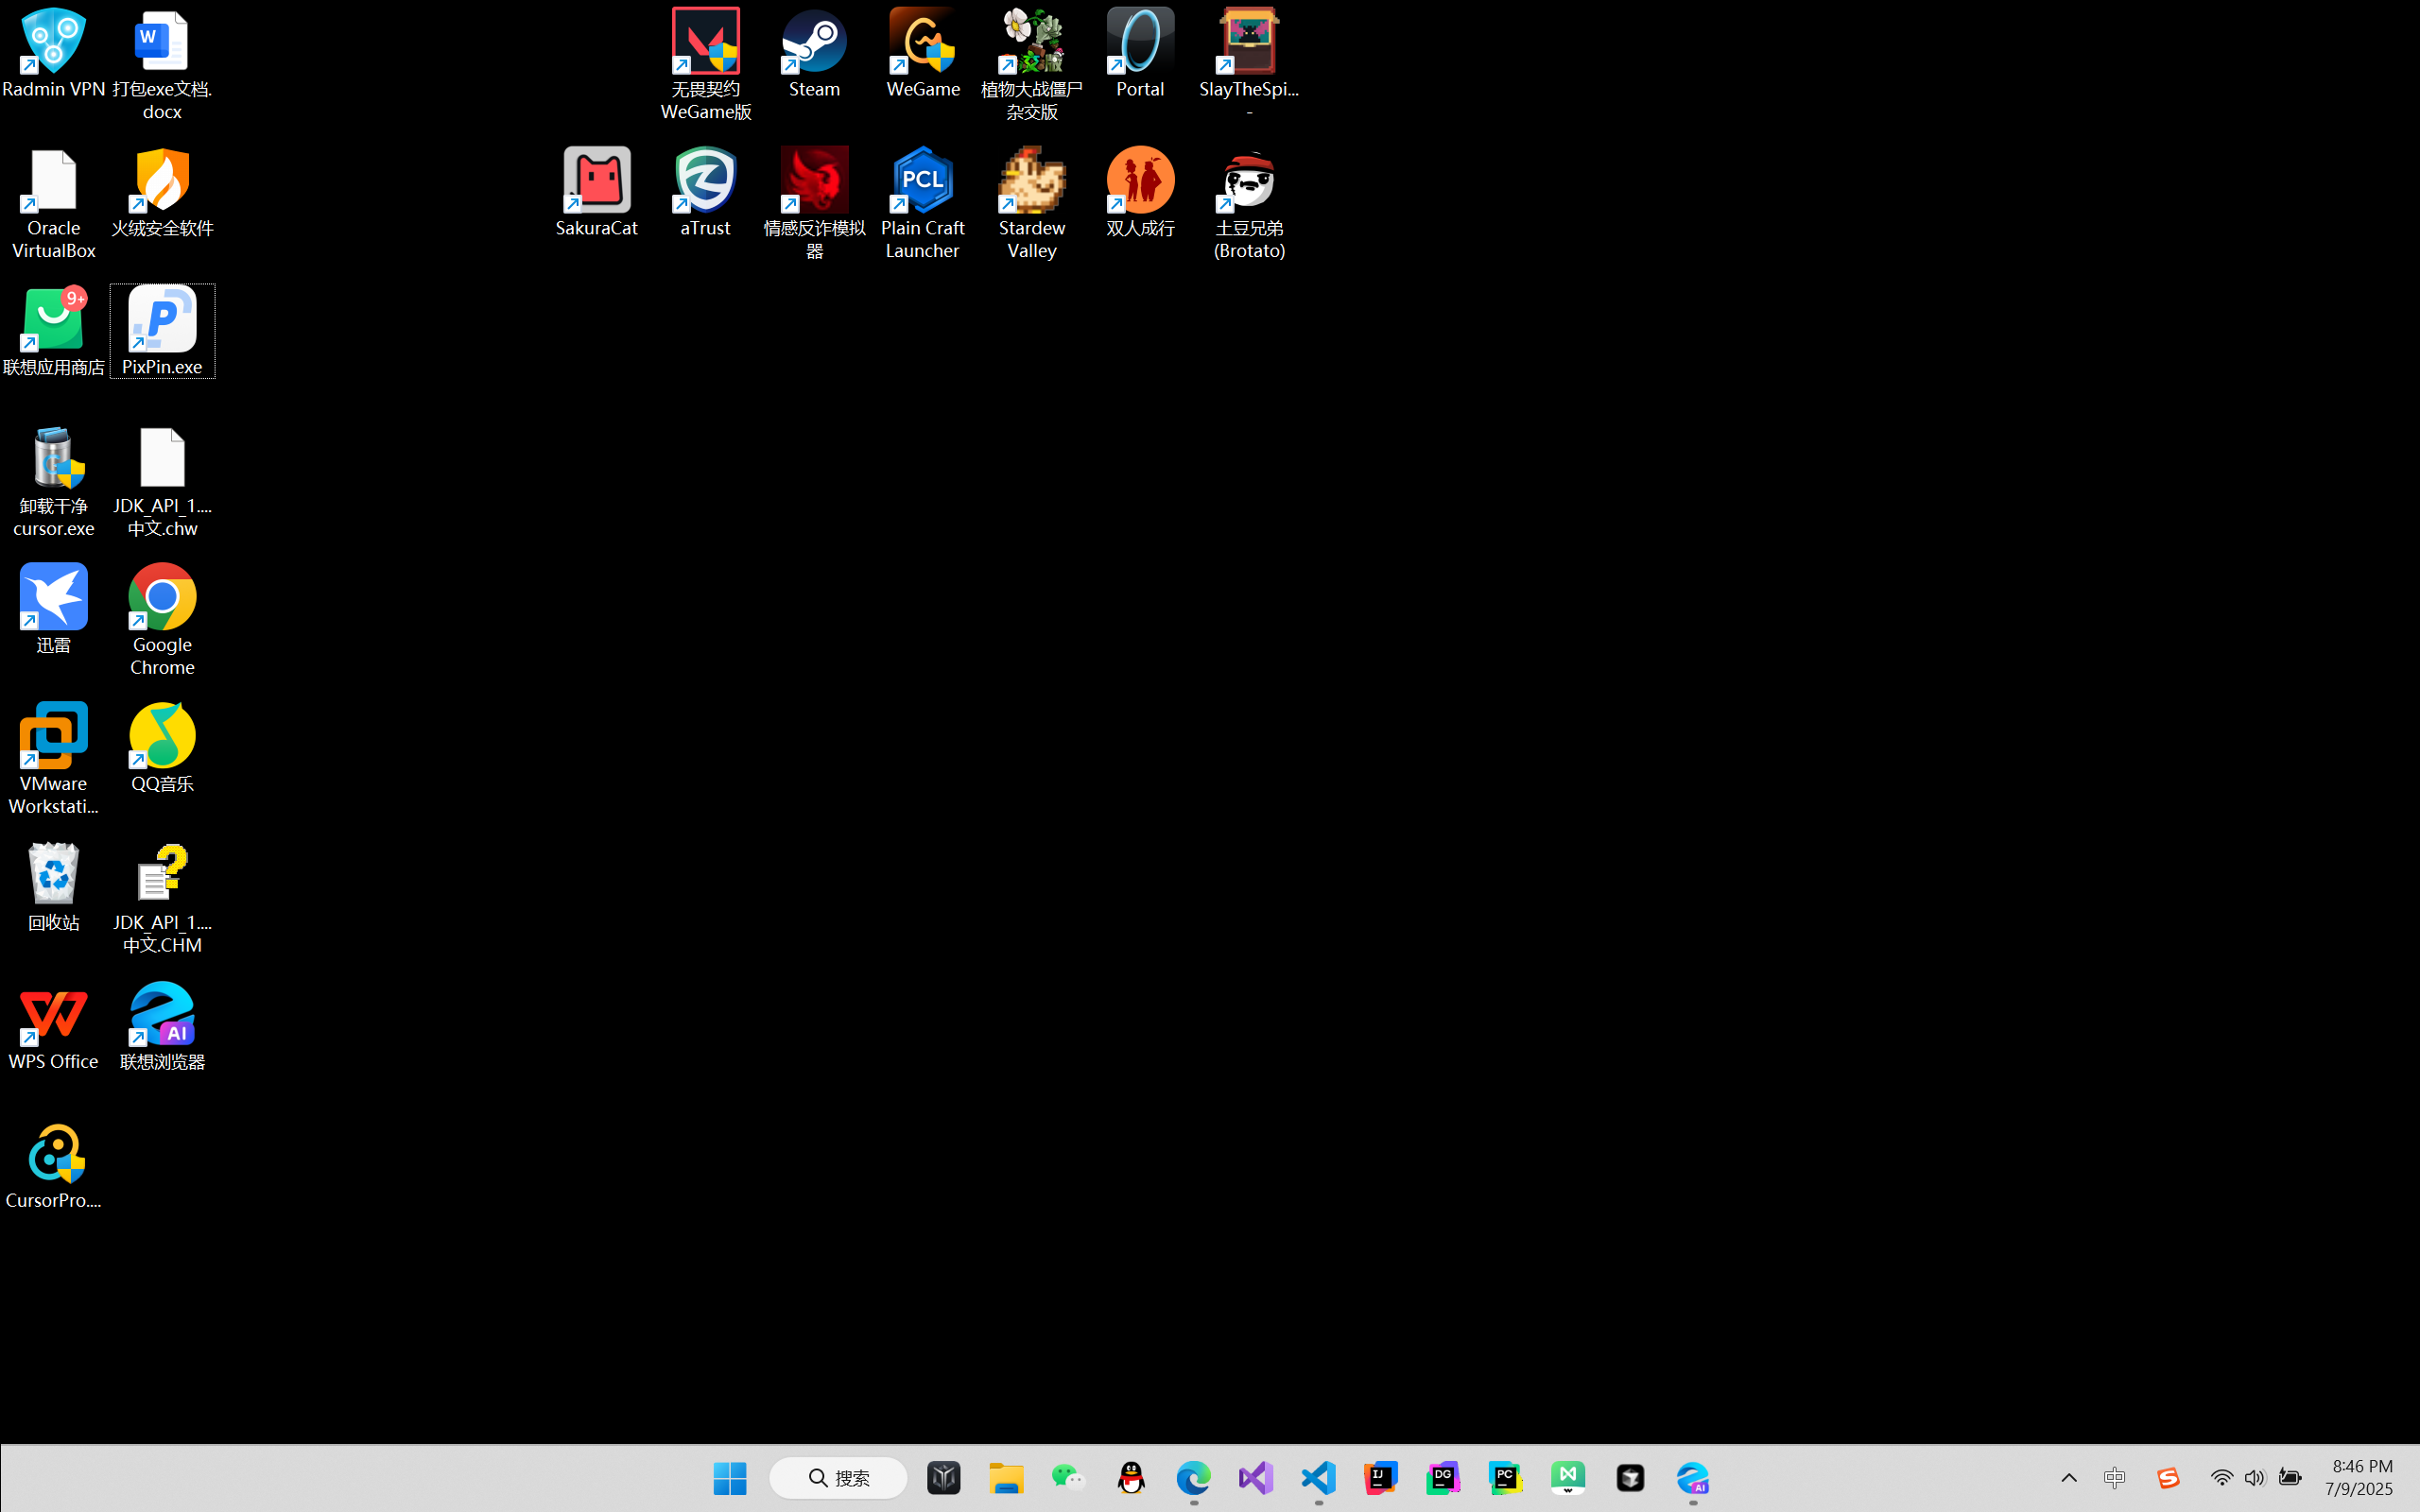 Radmin VPN
打包exe文档.
docx
无畏契约
WeGame版
Steam
WeGame
植物大战僵尸
杂交版
Portal
SlayTheSpi...
-
Oracle
VirtualBox
火绒安全软件
SakuraCat
aTrust
情感反诈模拟
器
PCL
Plain Craft
Launcher
Stardew
Valley
双人成行
土豆兄弟
(Brotato)
9+
联想应用商店
PixPin.exe
卸载干净
cursor.exe
JDK_API_1....
中文.chw
迅雷
Google
Chrome
VMware
Workstati...
QQ音乐
回收站
JDK_API_1....
中文.CHM
WPS Office
AI
联想浏览器
CursorPro....
搜索
IJ
DG
PC
AI
中
8:46 PM
7/9/2025